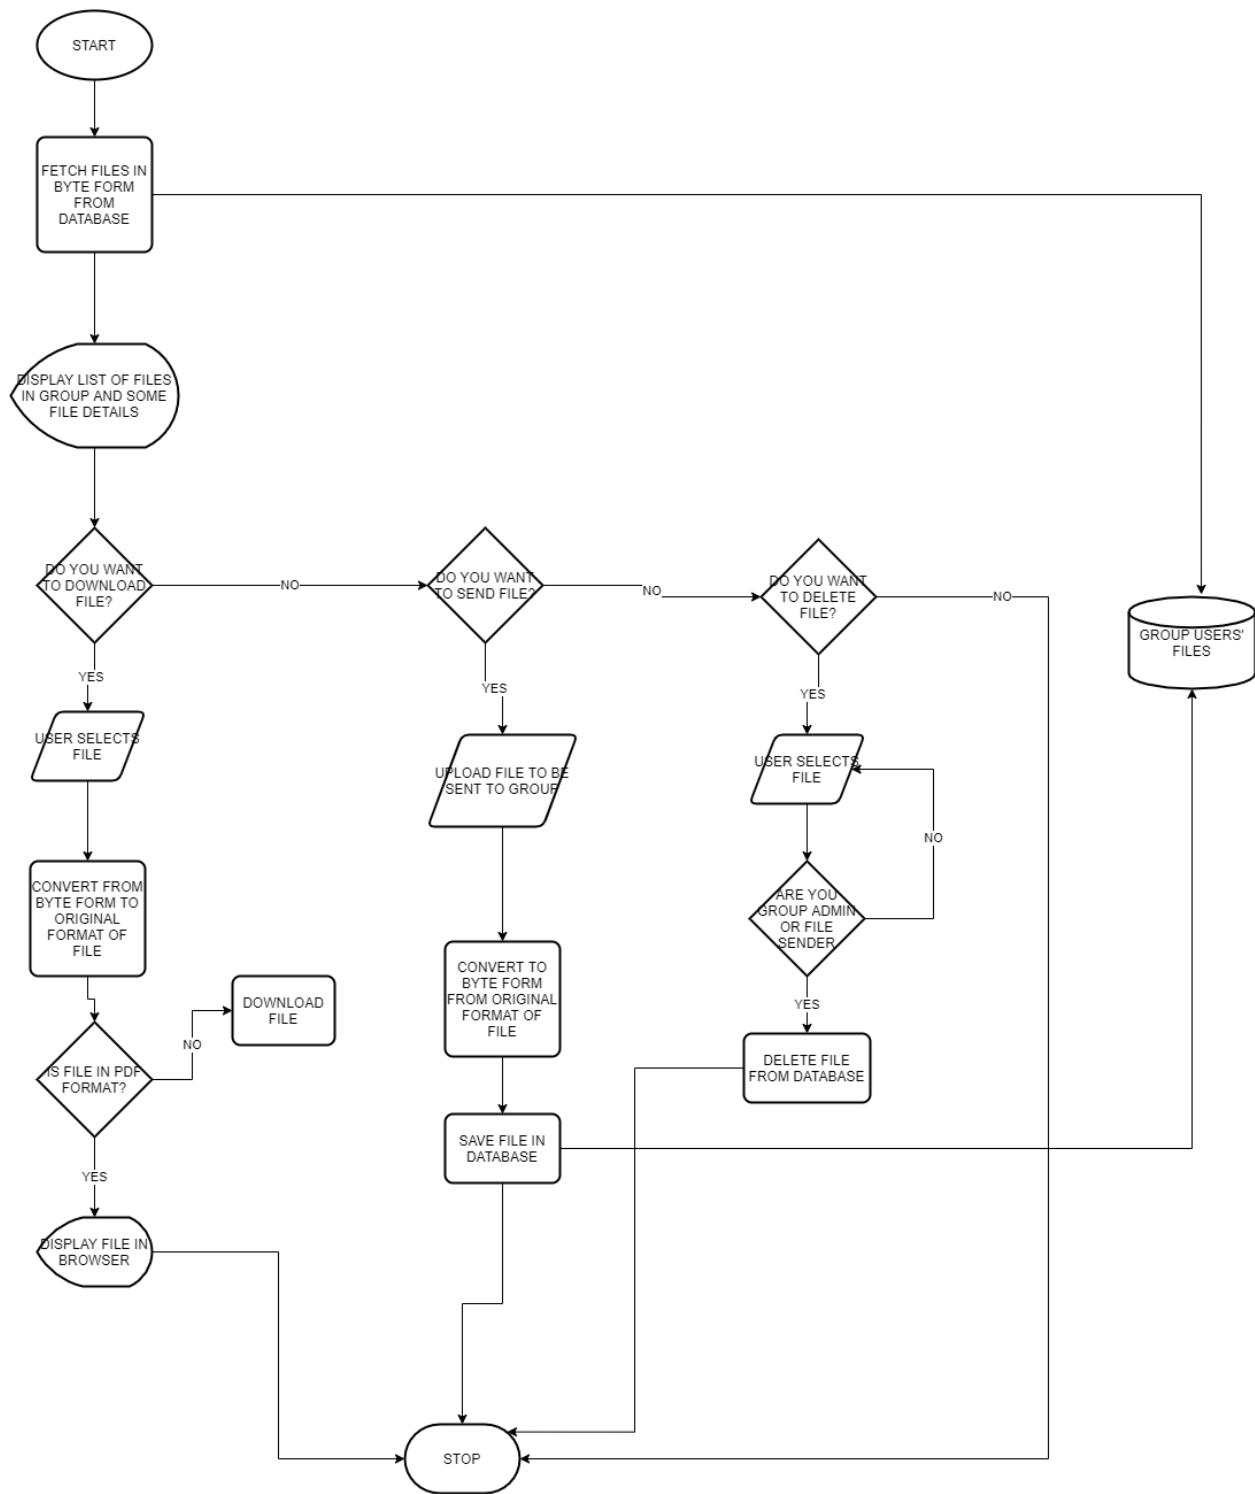 START
FETCH FILES IN
BYTE FORM
FROM
DATABASE
DISPLAY LIST OF FILES
IN GROUP AND SOME
FILE DETAILS
DO YOU WANT
TO DOWNLOAD
FILE?
NO
DO YOU WANT
TO SEND FILE?
NO
DO YOU WANT
TO DELETE
FILE?
NO
GROUP USERS'
FILES
YES
YES
YES
USER SELECTS
FILE
UPLOAD FILE TO BE
SENT TO GROUP
USER SELECTS
FILE
NO
CONVERT FROM
BYTE FORM TO
ORIGINAL
FORMAT OF
FILE
ARE YOU
GROUP ADMIN
OR FILE
SENDER
CONVERT TO
BYTE FORM
FROM ORIGINAL
FORMAT OF
FILE
DOWNLOAD
FILE
YES
NO
IS FILE IN PDF
FORMAT?
DELETE FILE
FROM DATABASE
SAVE FILE IN
DATABASE
YES
DISPLAY FILE IN
BROWSER
STOP